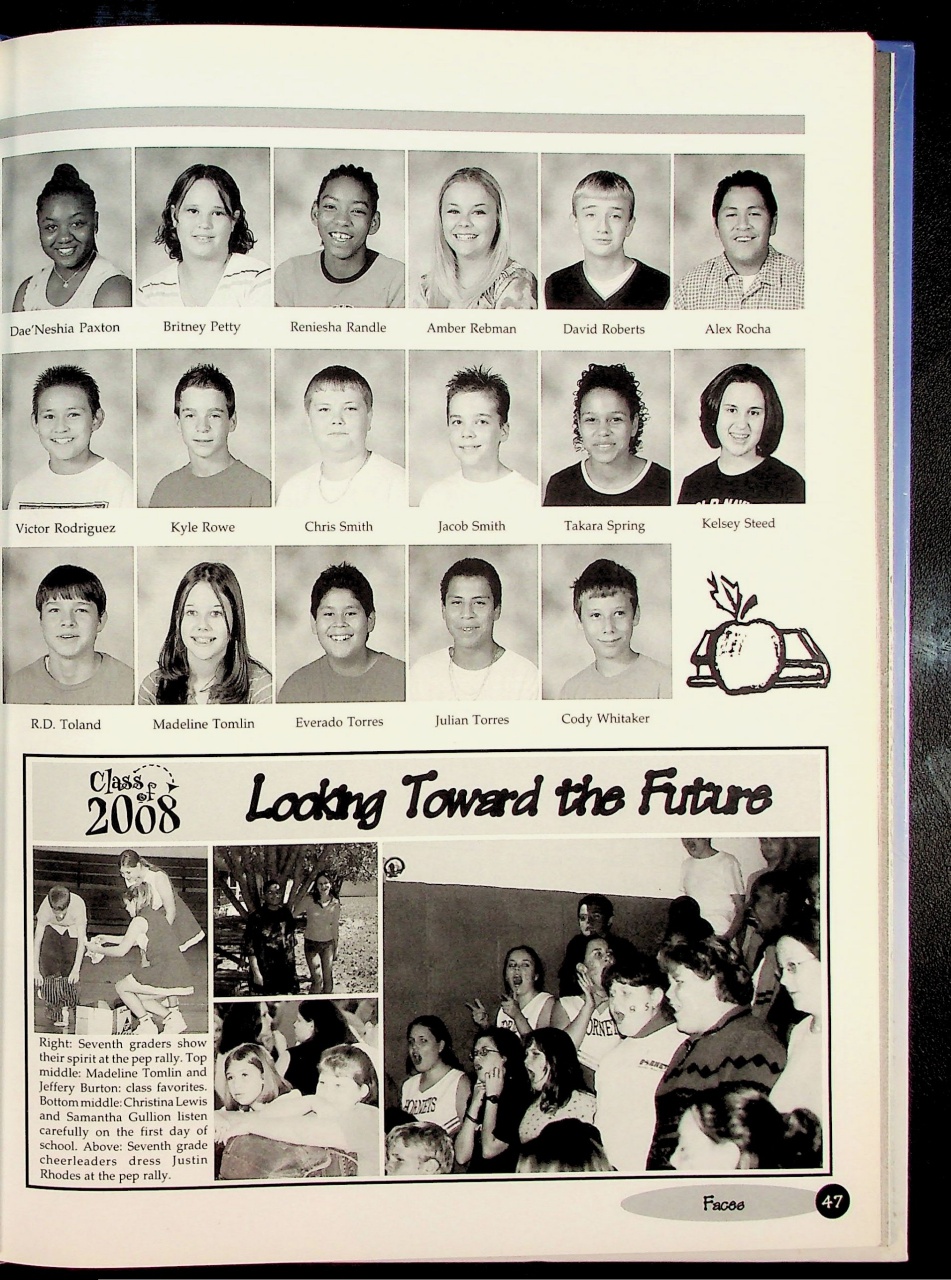 Dae'Neshia Paxton Britney Petty Reniesha Randle Amber Rebman David Roberts Alex Rocha
Victor Rodriguez Kyle Rowe Chris Smith Jacob Smith Takara Spring Kelsey Steed
R.D. Toland Madeline Tomlin Everado Torres Julian Torres Cody Whitaker
Class of 2008
Looking Toward the Future
HORNETS
Right: Seventh graders show
their spirit at the pep rally. Top
middle: Madeline Tomlin and
Jeffery Burton: class favorites.
Bottom middle: Christina Lewis
and Samantha Gullion listen
carefully on the first day of
school. Above: Seventh grade
cheerleaders dress Justin
Rhodes at the pep rally.
Faces 47